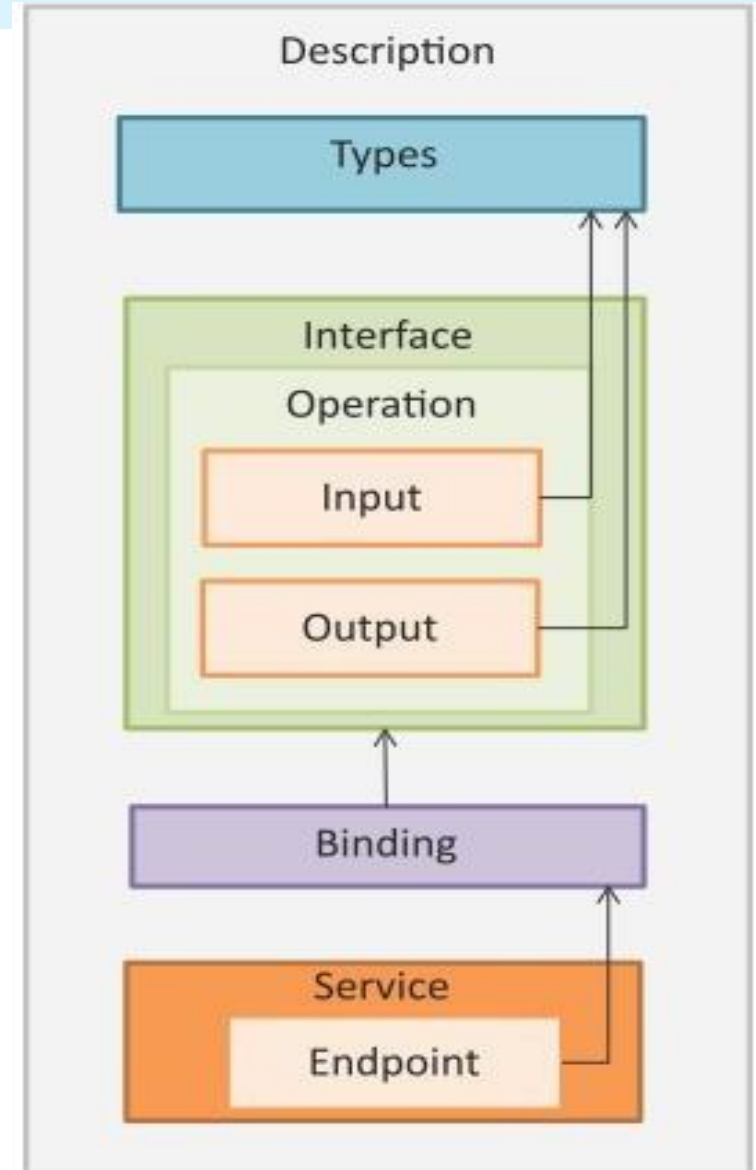 Description
Types
Interface
Operation
Input
Output
Binding
Service
Endpoint